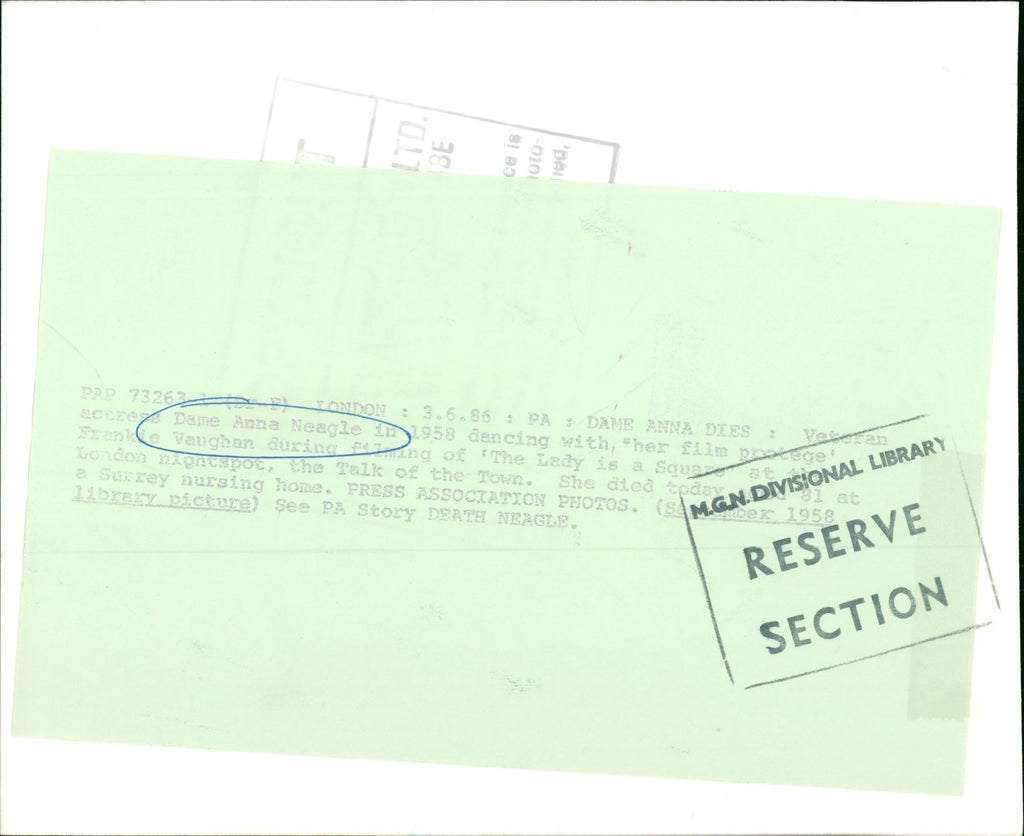 LTD.
BE
ce is
oto-
ned,
PAP 73263-1 LONDON : 3.6.86 : PA : DAME ANNA DIES : Veteran
actress Dame Anna Neagle in 1958 dancing with "her film protege'
Frankie Vaughan during filming of 'The Lady is a Square' at
London nightspot, the Talk of the Town. She died today 81 at
a Surrey nursing home. PRESS ASSOCIATION PHOTOS. (September 1958
library picture) See PA Story DEATH NEAGLE.
M.G.N. DIVISIONAL LIBRARY
RESERVE
SECTION